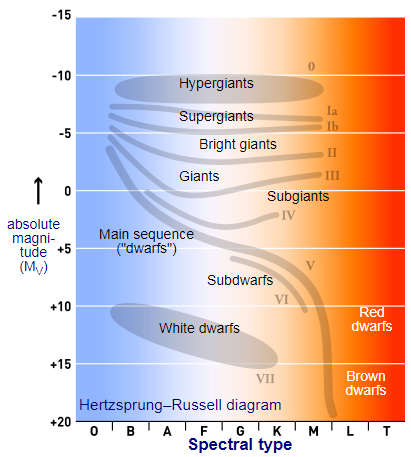 -15
-10
-5
0
+5
+10
+15
+20
absolute
magni-
tude
(MV)
0
Hypergiants
Ia
Supergiants
Ib
Bright giants
II
Giants
III
Subgiants
IV
Main sequence
("dwarfs")
V
Subdwarfs
VI
Red
dwarfs
White dwarfs
VII
Brown
dwarfs
Hertzsprung–Russell diagram
O B A F G K M L T
Spectral type